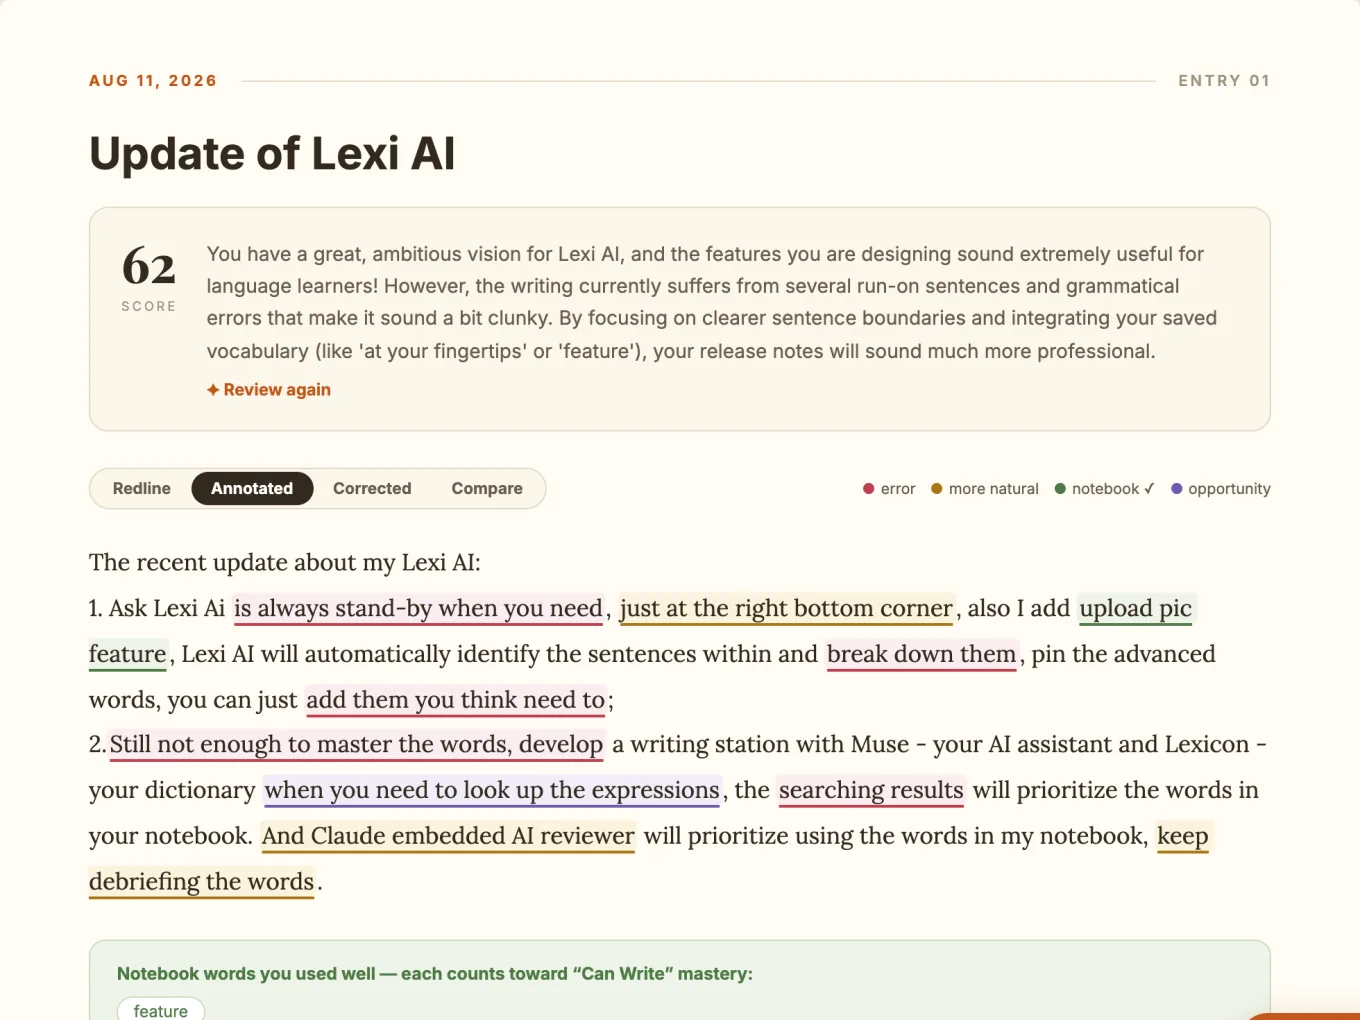 AUG 11, 2026
ENTRY 01
Update of Lexi AI
62
SCORE
You have a great, ambitious vision for Lexi AI, and the features you are designing sound extremely useful for
language learners! However, the writing currently suffers from several run-on sentences and grammatical
errors that make it sound a bit clunky. By focusing on clearer sentence boundaries and integrating your saved
vocabulary (like 'at your fingertips' or 'feature'), your release notes will sound much more professional.
✦ Review again
Redline Annotated Corrected Compare
error more natural notebook ✓ opportunity
The recent update about my Lexi AI:
1. Ask Lexi Ai is always stand-by when you need, just at the right bottom corner, also I add upload pic
feature, Lexi AI will automatically identify the sentences within and break down them, pin the advanced
words, you can just add them you think need to;
2.Still not enough to master the words, develop a writing station with Muse - your AI assistant and Lexicon -
your dictionary when you need to look up the expressions, the searching results will prioritize the words in
your notebook. And Claude embedded AI reviewer will prioritize using the words in my notebook, keep
debriefing the words.
Notebook words you used well — each counts toward “Can Write” mastery:
feature